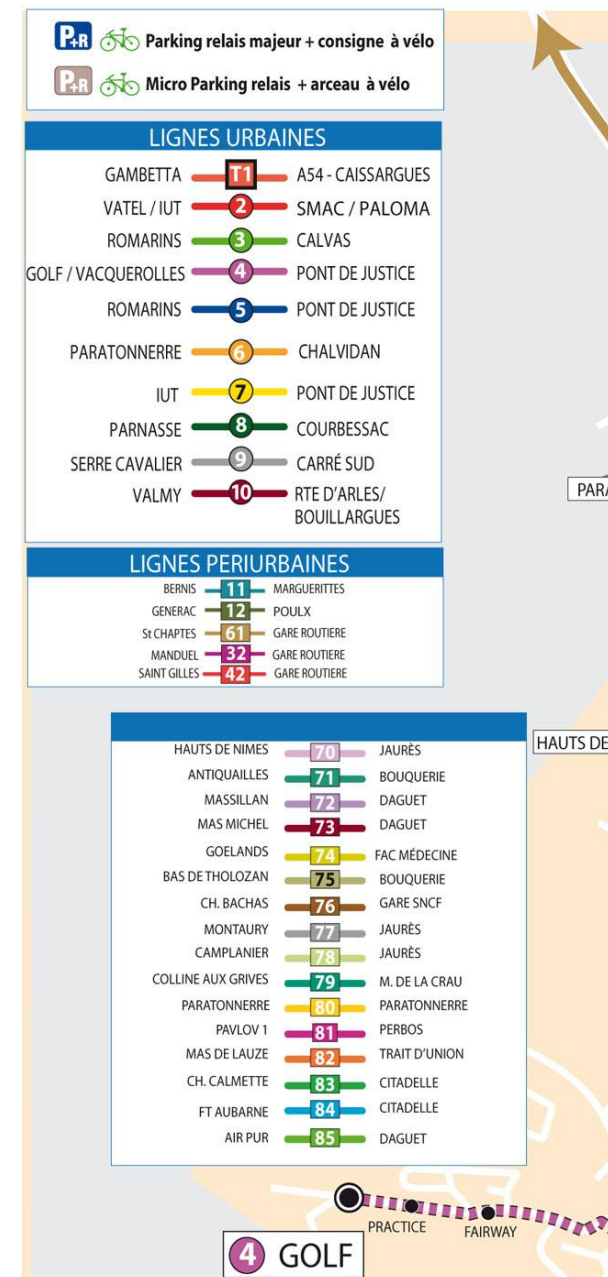 P+R Parking relais majeur + consigne à vélo
P+R Micro Parking relais + arceau à vélo
LIGNES URBAINES
GAMBETTA T1 A54 - CAISSARGUES
VATEL / IUT 2 SMAC / PALOMA
ROMARINS 3 CALVAS
GOLF / VACQUEROLLES 4 PONT DE JUSTICE
ROMARINS 5 PONT DE JUSTICE
PARATONNERRE 6 CHALVIDAN
IUT 7 PONT DE JUSTICE
PARNASSE 8 COURBESSAC
SERRE CAVALIER 9 CARRÉ SUD
VALMY 10 RTE D'ARLES/
BOUILLARGUES
PARA
LIGNES PERIURBAINES
BERNIS 11 MARGUERITTES
GENERAC 12 POULX
St CHAPTES 61 GARE ROUTIERE
MANDUEL 32 GARE ROUTIERE
SAINT GILLES 42 GARE ROUTIERE
HAUTS DE
HAUTS DE NIMES 70 JAURÈS
ANTIQUAILLES 71 BOUQUERIE
MASSILLAN 72 DAGUET
MAS MICHEL 73 DAGUET
GOELANDS 74 FAC MÉDECINE
BAS DE THOLOZAN 75 BOUQUERIE
CH. BACHAS 76 GARE SNCF
MONTAURY 77 JAURÈS
CAMPLANIER 78 JAURÈS
COLLINE AUX GRIVES 79 M. DE LA CRAU
PARATONNERRE 80 PARATONNERRE
PAVLOV 1 81 PERBOS
MAS DE LAUZE 82 TRAIT D'UNION
CH. CALMETTE 83 CITADELLE
FT AUBARNE 84 CITADELLE
AIR PUR 85 DAGUET
PRACTICE FAIRWAY
4 GOLF